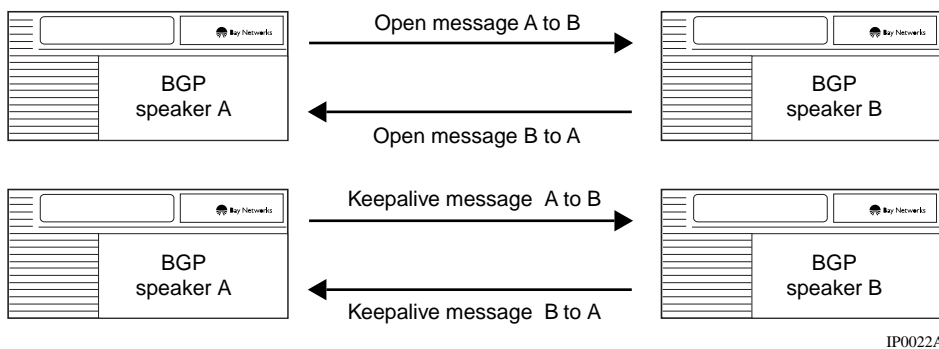 Open message A to B
Bay Networks
Bay Networks
BGP
speaker A
BGP
speaker B
Open message B to A
Keepalive message A to B
Bay Networks
Bay Networks
BGP
speaker A
BGP
speaker B
Keepalive message B to A
IP0022A